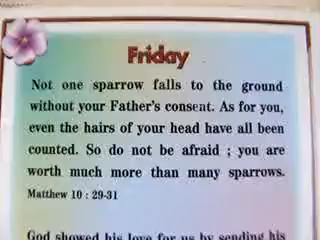 Friday
Not one sparrow falls to the ground
without your Father's consent. As for you,
even the hairs of your head have all been
counted. So do not be afraid ; you are
worth much more than many sparrows.
Matthew 10 : 29-31
God showed his love for us by sending his